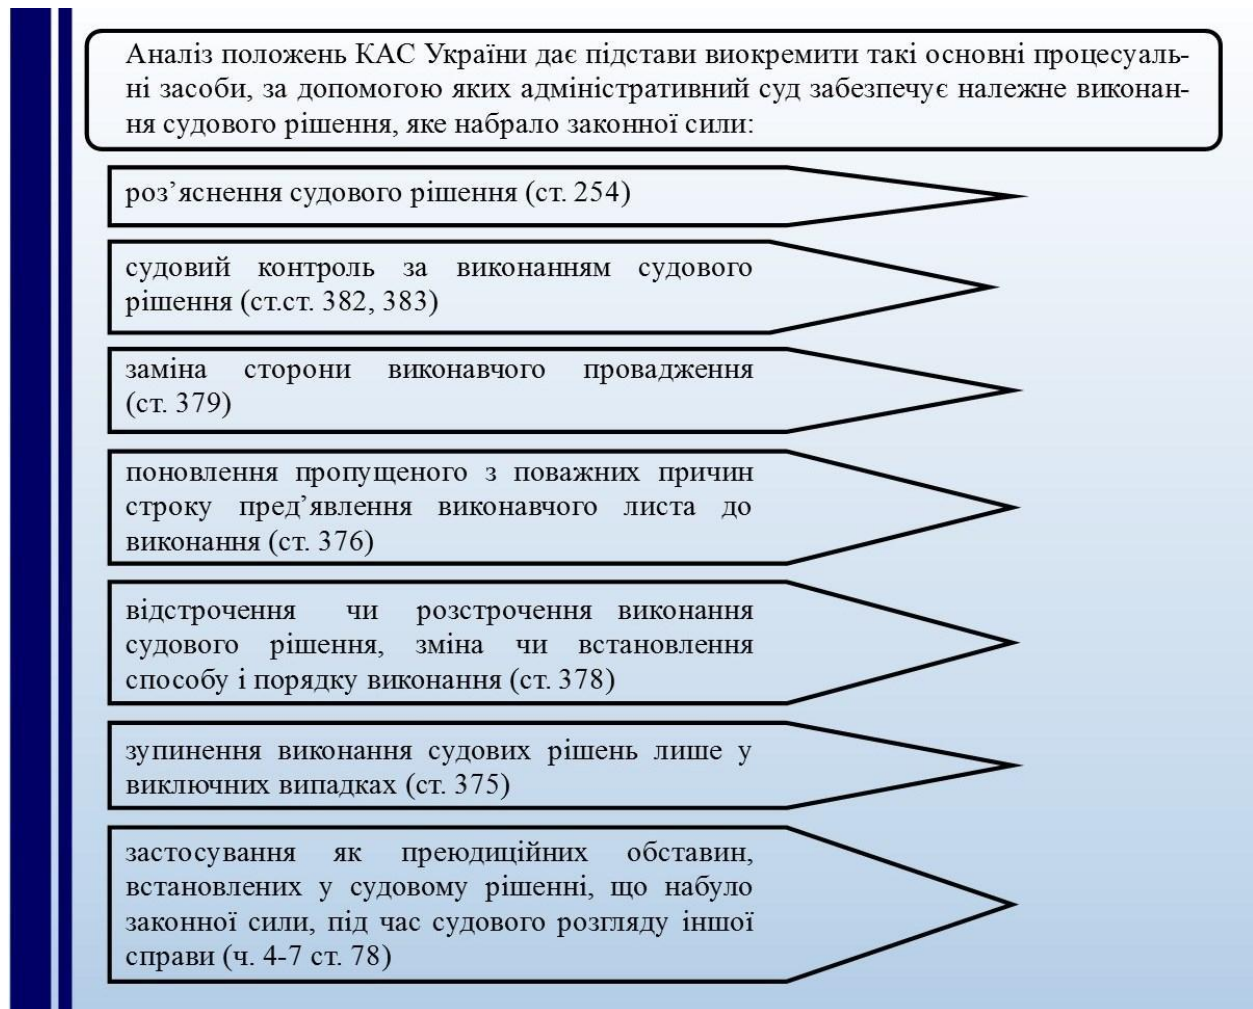 Аналіз положень КАС України дає підстави виокремити такі основні процесуаль-
ні засоби, за допомогою яких адміністративний суд забезпечує належне виконан-
ня судового рішення, яке набрало законної сили:
роз’яснення судового рішення (ст. 254)
судовий контроль за виконанням судового
рішення (ст.ст. 382, 383)
заміна сторони виконавчого провадження
(ст. 379)
поновлення пропущеного з поважних причин
строку пред’явлення виконавчого листа до
виконання (ст. 376)
відстрочення чи розстрочення виконання
судового рішення, зміна чи встановлення
способу і порядку виконання (ст. 378)
зупинення виконання судових рішень лише у
виключних випадках (ст. 375)
застосування як преюдиційних обставин,
встановлених у судовому рішенні, що набуло
законної сили, під час судового розгляду іншої
справи (ч. 4-7 ст. 78)